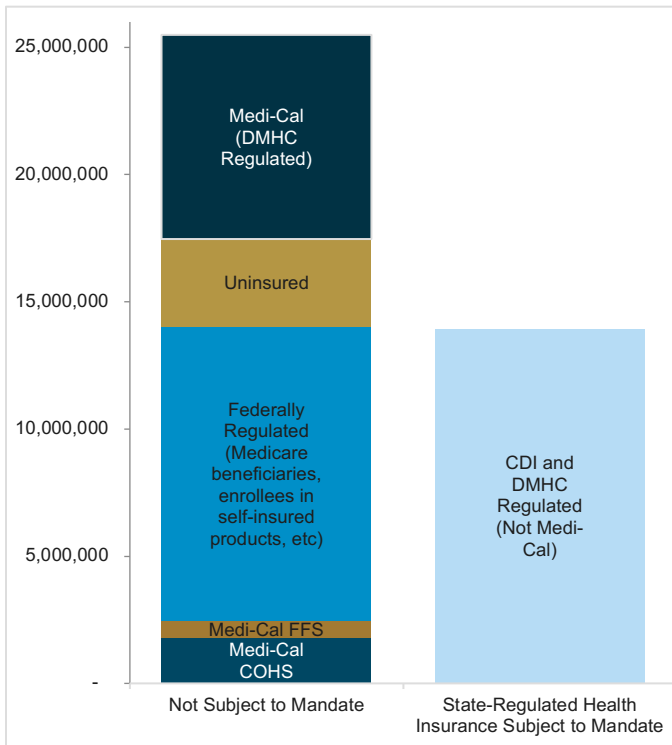 25,000,000
20,000,000
15,000,000
10,000,000
5,000,000
-
Medi-Cal
(DMHC
Regulated)
Uninsured
Federally
Regulated
(Medicare
beneficiaries,
enrollees in
self-insured
products, etc)
Medi-Cal FFS
Medi-Cal
COHS
CDI and
DMHC
Regulated
(Not Medi-
Cal)
Not Subject to Mandate
State-Regulated Health
Insurance Subject to Mandate